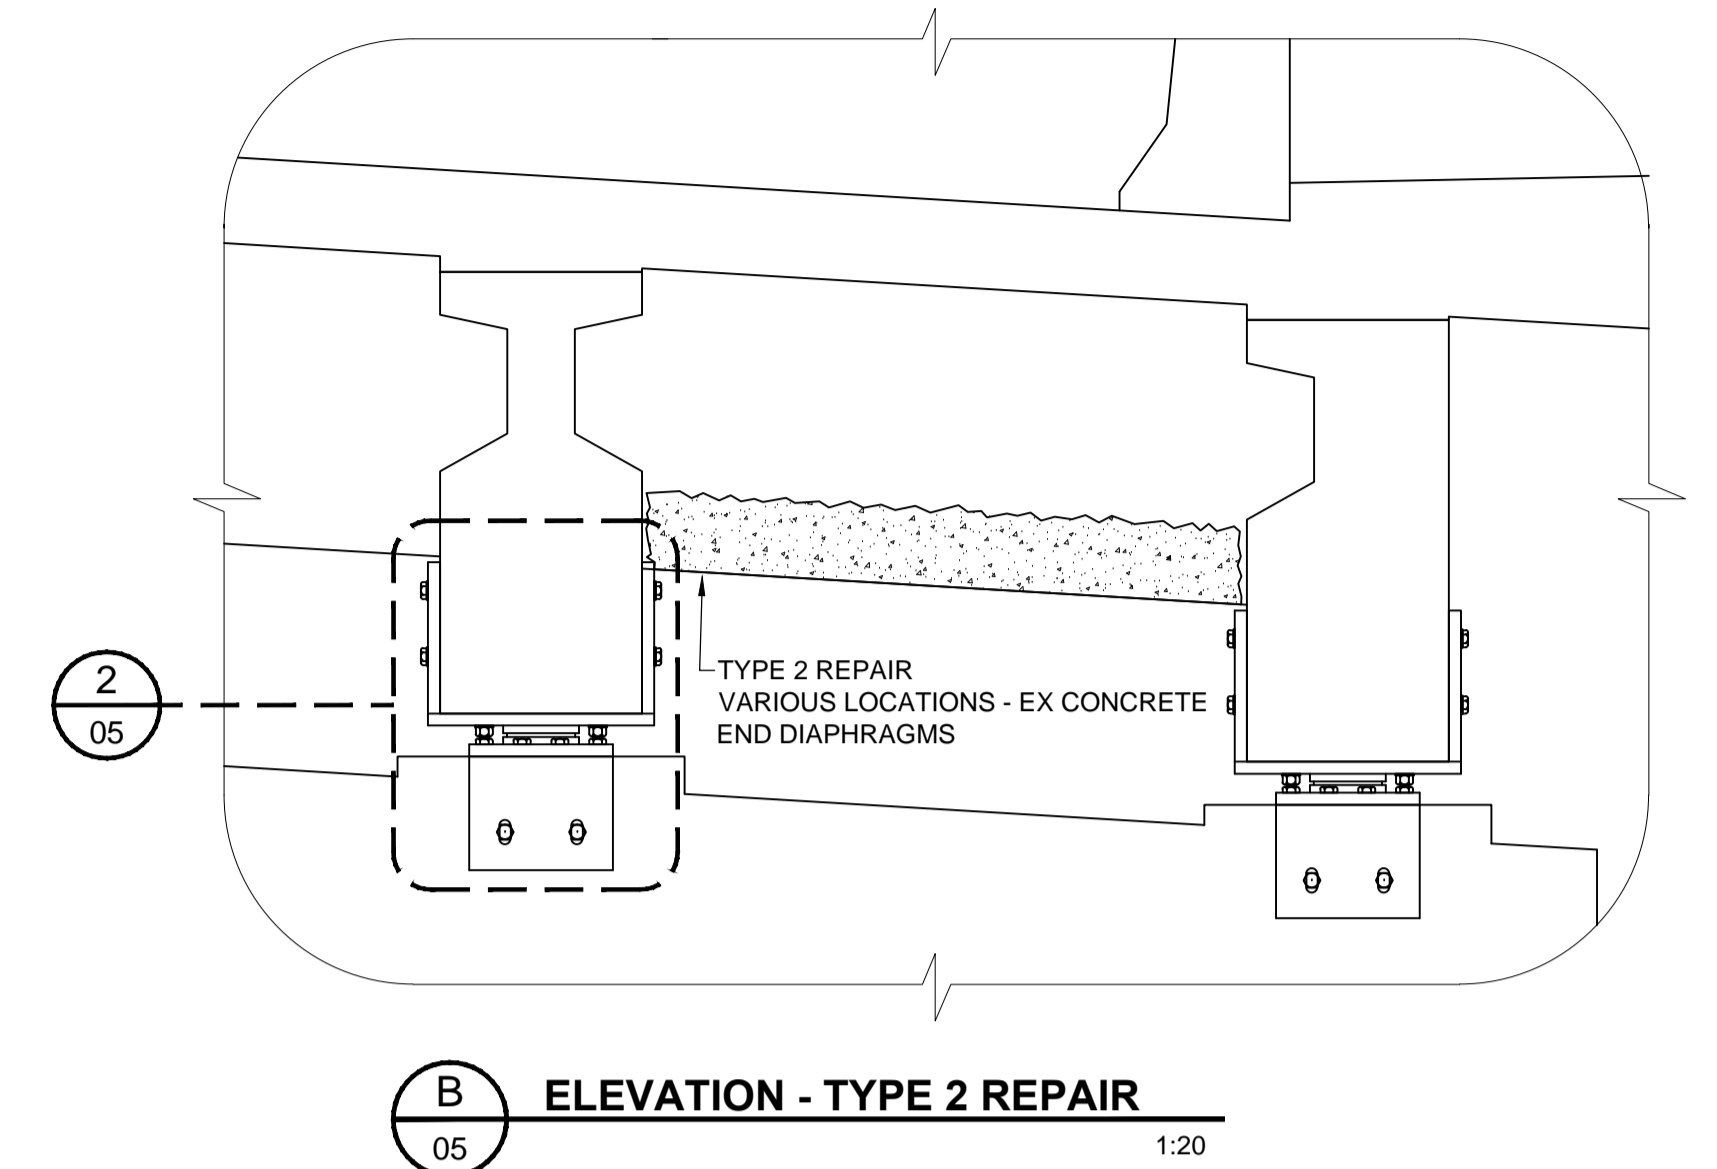 TYPE 2 REPAIR
VARIOUS LOCATIONS - EX CONCRETE
END DIAPHRAGMS
2
05
B
05
ELEVATION - TYPE 2 REPAIR
1:20